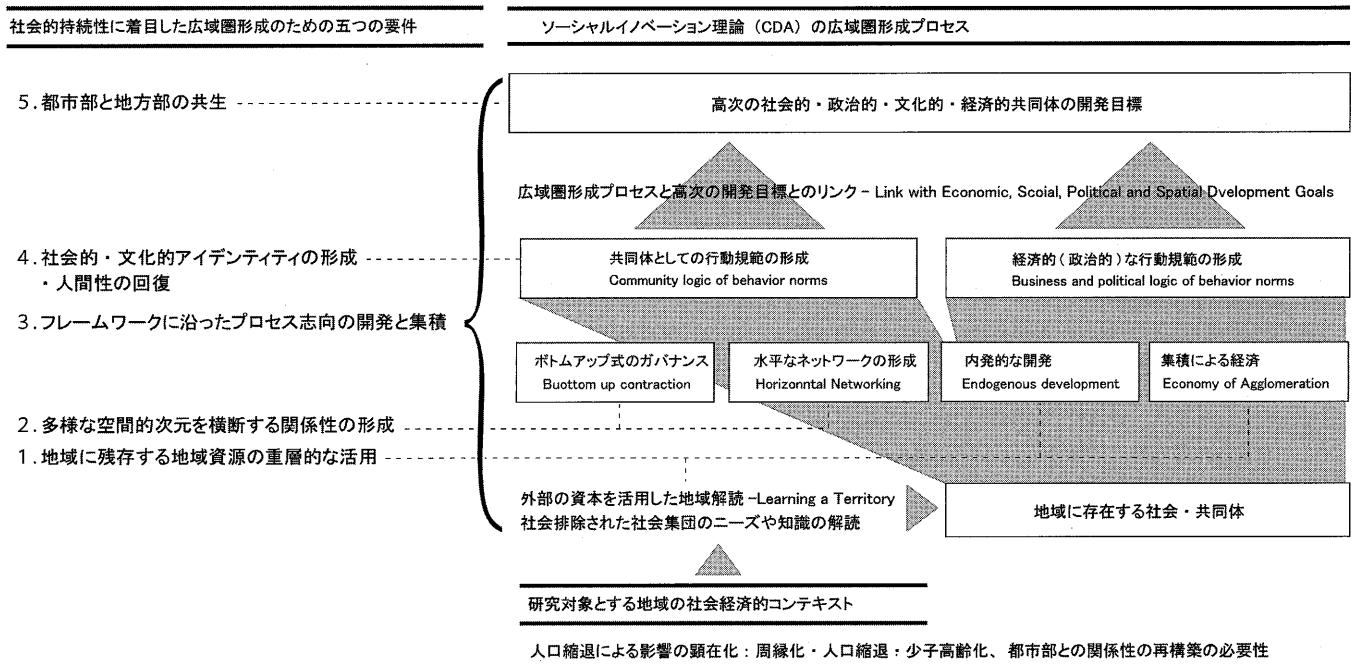 社会的持続性に着目した広域圏形成のための五つの要件
ソーシャルイノベーション理論（CDA）の広域圏形成プロセス
5.都市部と地方部の共生
高次の社会的・政治的・文化的・経済的共同体の開発目標
広域圏形成プロセスと高次の開発目標とのリンク－Link with Economic, Scoial, Political and Spatial Dvelopment Goals
4.社会的・文化的アイデンティティの形成
・人間性の回復
共同体としての行動規範の形成
Community logic of behavior norms
経済的（政治的）な行動規範の形成
Business and political logic of behavior norms
3.フレームワークに沿ったプロセス志向の開発と集積
ボトムアップ式のガバナンス
Buottom up contraction
水平なネットワークの形成
Horizonntal Networking
内発的な開発
Endogenous development
集積による経済
Economy of Agglomeration
2.多様な空間的次元を横断する関係性の形成
1.地域に残存する地域資源の重層的な活用
外部の資本を活用した地域解読－Learning a Territory
社会排除された社会集団のニーズや知識の解読
地域に存在する社会・共同体
研究対象とする地域の社会経済的コンテキスト
人口縮退による影響の顕在化：周縁化・人口縮退：少子高齢化、都市部との関係性の再構築の必要性